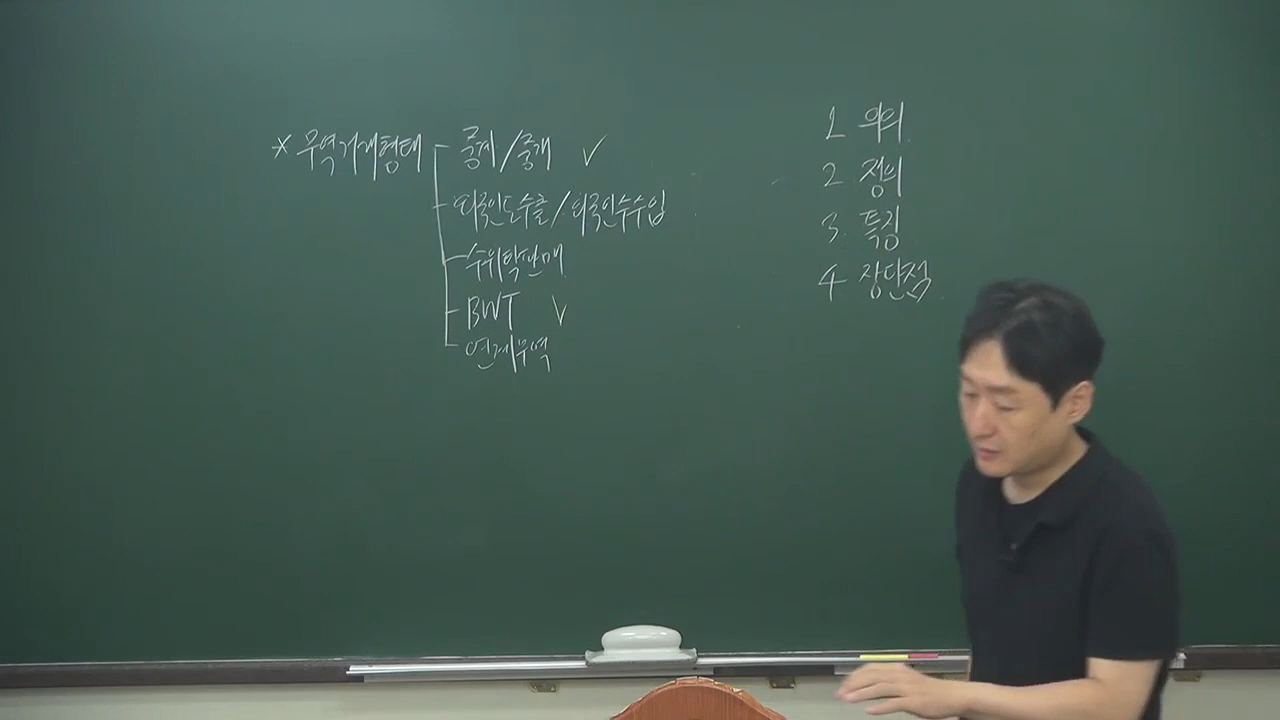 * 무역거래형태 - 중계/중개 ✓
외국인도수출/외국인수수입
수위탁판매
BWT ✓
연계무역
1. 의의
2. 정의
3. 특징
4. 장단점